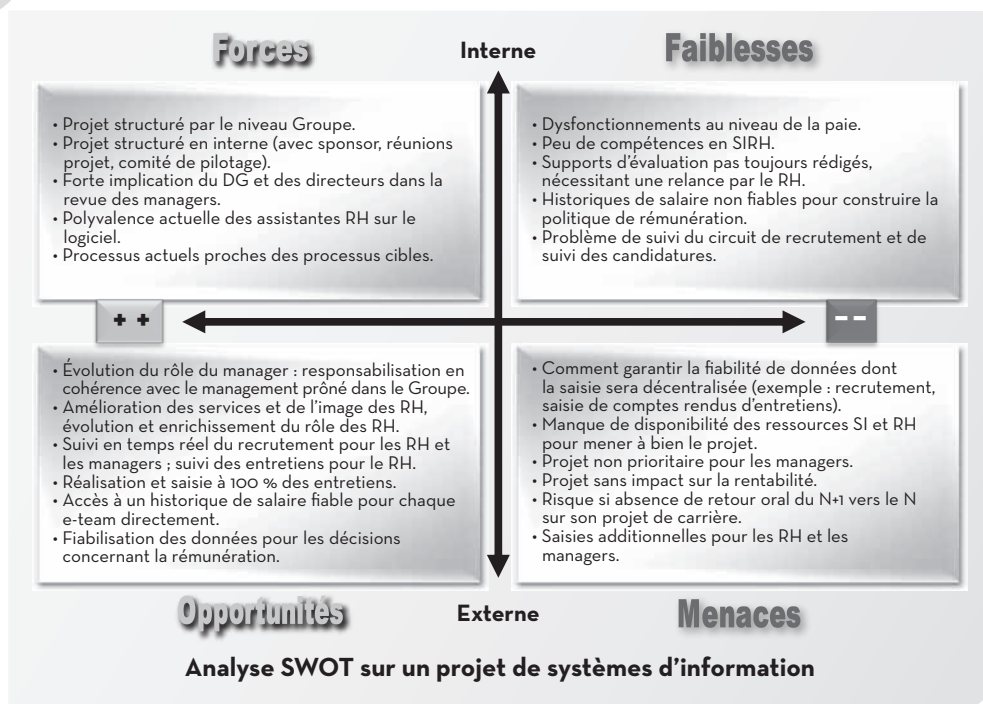 Forces
Interne
Faiblesses
• Projet structuré par le niveau Groupe.
• Projet structuré en interne (avec sponsor, réunions
projet, comité de pilotage).
• Forte implication du DG et des directeurs dans la
revue des managers.
• Polyvalence actuelle des assistantes RH sur le
logiciel.
• Processus actuels proches des processus cibles.
• Dysfonctionnements au niveau de la paie.
• Peu de compétences en SIRH.
• Supports d'évaluation pas toujours rédigés,
nécessitant une relance par le RH.
• Historiques de salaire non fiables pour construire la
politique de rémunération.
• Problème de suivi du circuit de recrutement et de
suivi des candidatures.
+ +
– –
• Évolution du rôle du manager : responsabilisation en
cohérence avec le management prôné dans le Groupe.
• Amélioration des services et de l'image des RH,
évolution et enrichissement du rôle des RH.
• Suivi en temps réel du recrutement pour les RH et
les managers ; suivi des entretiens pour le RH.
• Réalisation et saisie à 100 % des entretiens.
• Accès à un historique de salaire fiable pour chaque
e-team directement.
• Fiabilisation des données pour les décisions
concernant la rémunération.
• Comment garantir la fiabilité de données dont
la saisie sera décentralisée (exemple : recrutement,
saisie de comptes rendus d'entretiens).
• Manque de disponibilité des ressources SI et RH
pour mener à bien le projet.
• Projet non prioritaire pour les managers.
• Projet sans impact sur la rentabilité.
• Risque si absence de retour oral du N+1 vers le N
sur son projet de carrière.
• Saisies additionnelles pour les RH et les
managers.
Opportunités
Externe
Menaces
Analyse SWOT sur un projet de systèmes d'information